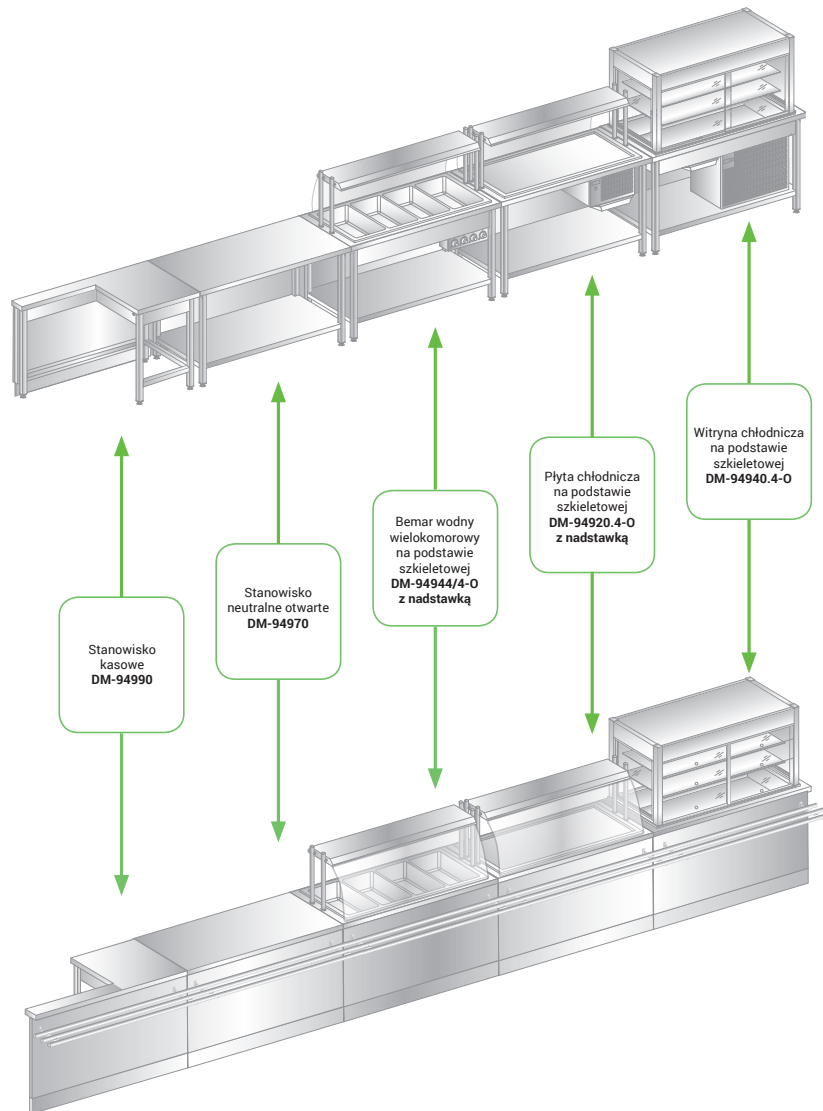 Stanowisko
kasowe
DM-94990
Stanowisko
neutralne otwarte
DM-94970
Bemar wodny
wielokomorowy
na podstawie
szkieletowej
DM-94944/4-O
z nadstawką
Płyta chłodnicza
na podstawie
szkieletowej
DM-94920.4-O
z nadstawką
Witryna chłodnicza
na podstawie
szkieletowej
DM-94940.4-O